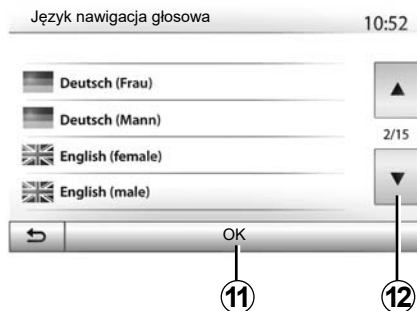 Język nawigacja głosowa 10:52
Deutsch (Frau)
Deutsch (Mann)
2/15
English (female)
English (male)
OK
11 12